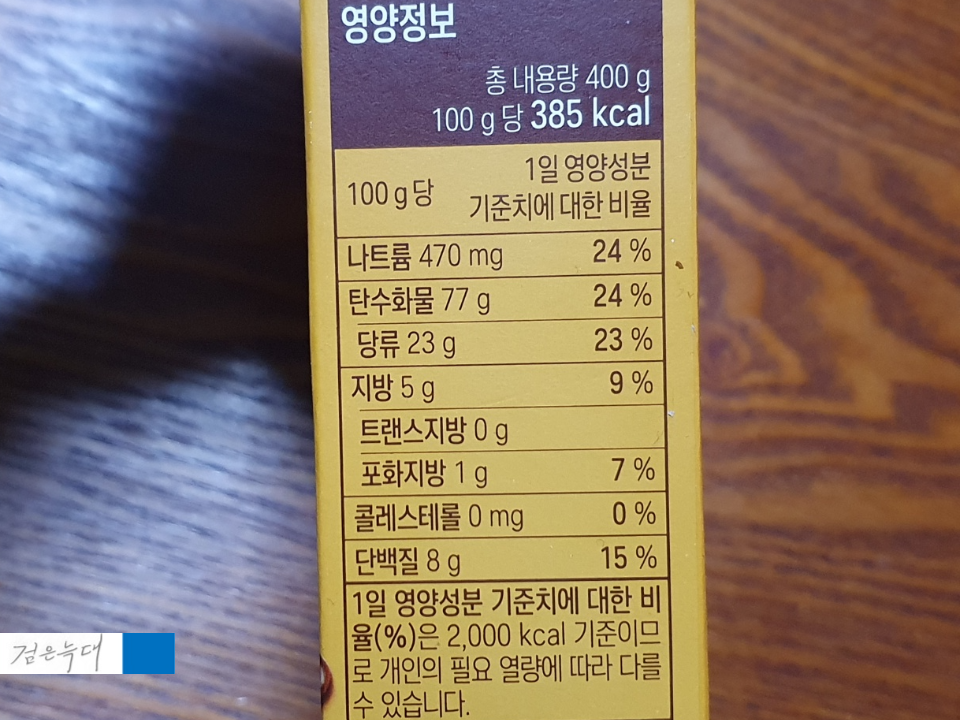 영양정보
총 내용량 400 g
100 g 당 385 kcal
100 g당 1일 영양성분
기준치에 대한 비율
나트륨 470 mg 24 %
탄수화물 77 g 24 %
당류 23 g 23 %
지방 5 g 9 %
트랜스지방 0 g
포화지방 1 g 7 %
콜레스테롤 0 mg 0 %
단백질 8 g 15 %
1일 영양성분 기준치에 대한 비
율(%)은 2,000 kcal 기준이므
로 개인의 필요 열량에 따라 다를
수 있습니다.
검은늑대